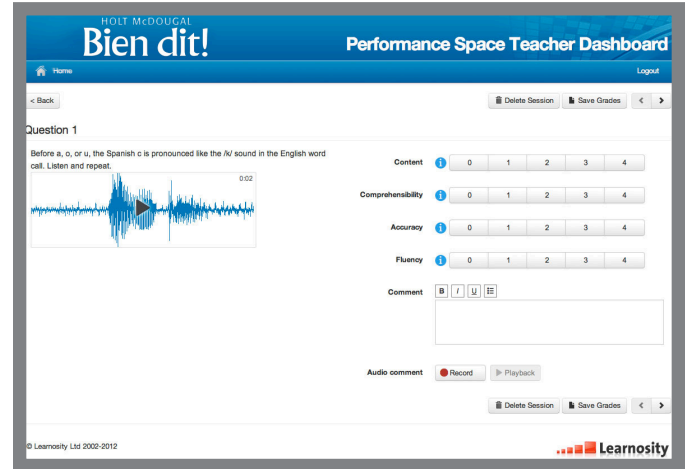 HOLT McDOUGAL
Bien dit!
Performance Space Teacher Dashboard
Home
Logout
< Back
Delete Session
Save Grades
Question 1
Before a, o, or u, the Spanish c is pronounced like the /k/ sound in the English word
call. Listen and repeat.
0:02
Content
0 1 2 3 4
Comprehensibility
0 1 2 3 4
Accuracy
0 1 2 3 4
Fluency
0 1 2 3 4
Comment
B I U
Audio comment
Record
Playback
Delete Session
Save Grades
© Learnosity Ltd 2002-2012
Learnosity